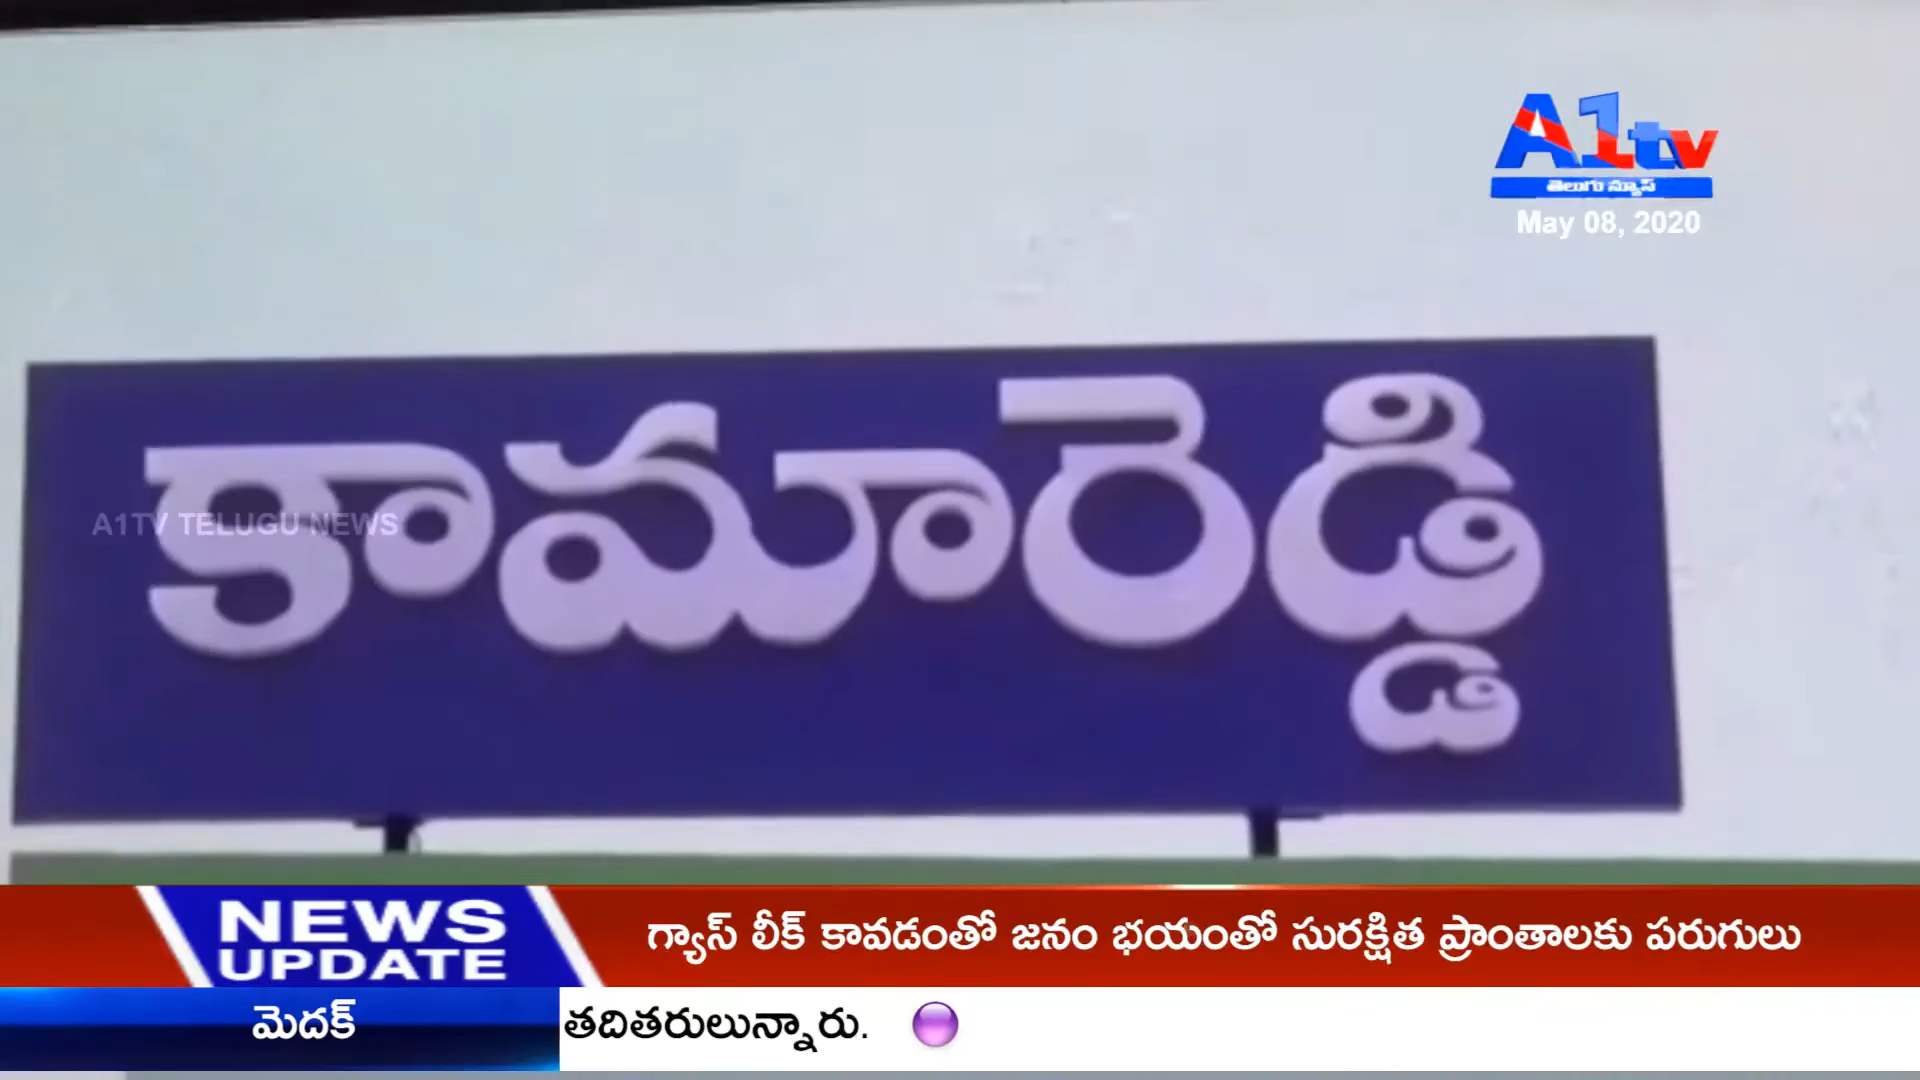 A1tv
తెలుగు న్యూస్
May 08, 2020
కామారెడ్డి
A1TV TELUGU NEWS
NEWS UPDATE
గ్యాస్ లీక్ కావడంతో జనం భయంతో సురక్షిత ప్రాంతాలకు పరుగులు
మెదక్
తదితరులున్నారు.